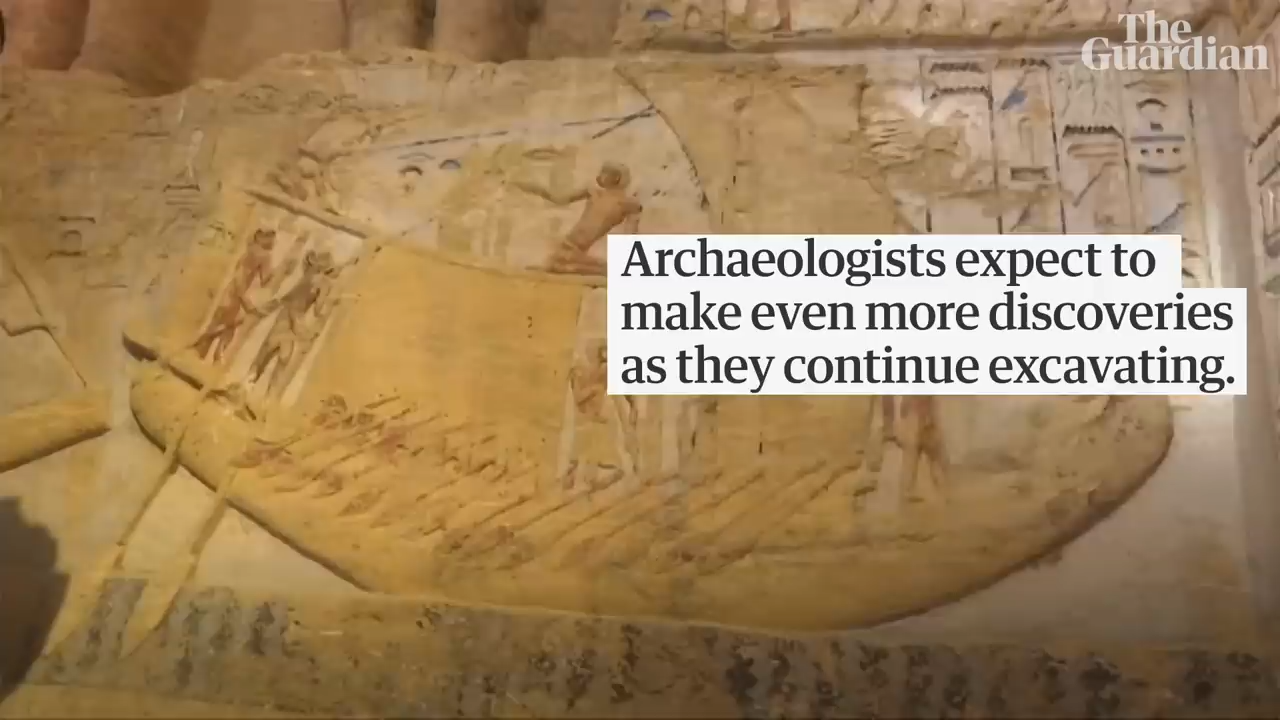 The
Guardian
Archaeologists expect to
make even more discoveries
as they continue excavating.